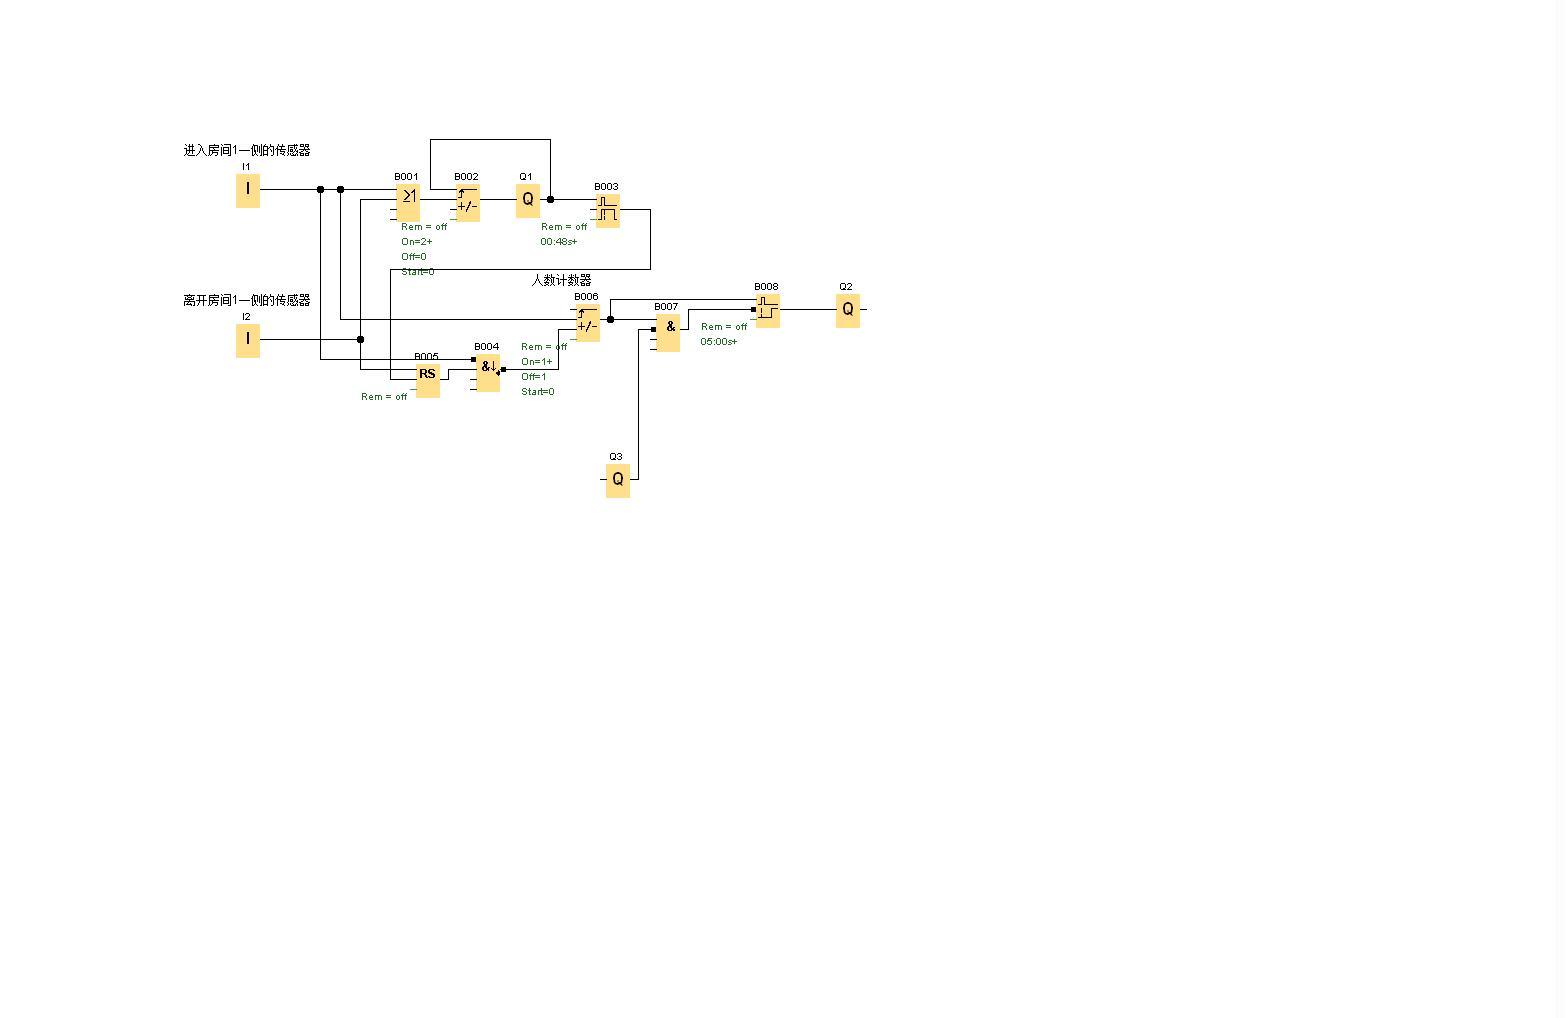 进入房间1一侧的传感器
I1
I
B001
≥1
B002
+/-
Q1
Q
B003
Rem = off
On=2+
Off=0
Start=0
Rem = off
00:48s+
离开房间1一侧的传感器
I2
I
人数计数器
B006
+/-
B007
&
B008
Q2
Q
Rem = off
05:00s+
B005
RS
Rem = off
B004
&↓
Rem = off
On=1+
Off=1
Start=0
Q3
Q